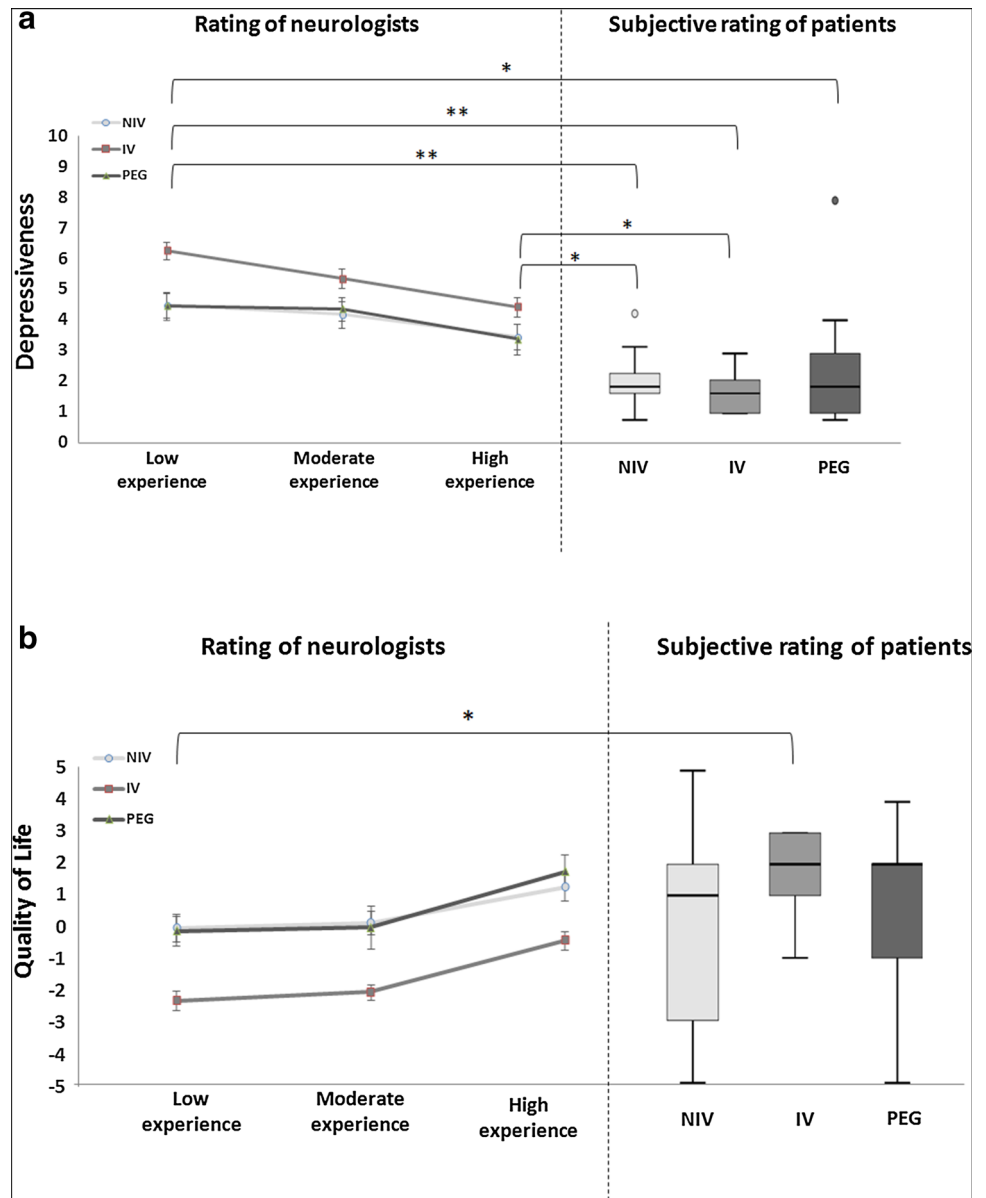 a
Rating of neurologists
Subjective rating of patients
*
**
**
*
*
NIV
IV
PEG
Depressiveness
10
9
8
7
6
5
4
3
2
1
0
Low
experience
Moderate
experience
High
experience
NIV
IV
PEG
b
Rating of neurologists
Subjective rating of patients
*
NIV
IV
PEG
Quality of Life
5
4
3
2
1
0
-1
-2
-3
-4
-5
Low
experience
Moderate
experience
High
experience
NIV
IV
PEG